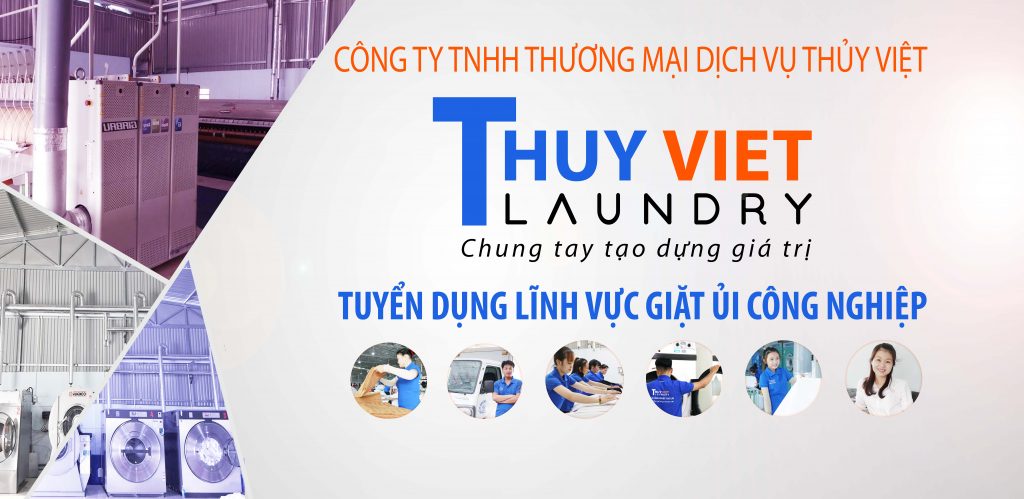 CÔNG TY TNHH THƯƠNG MẠI DỊCH VỤ THỦY VIỆT
THUY VIET
LAUNDRY
Chung tay tạo dựng giá trị
TUYỂN DỤNG LĨNH VỰC GIẶT ỦI CÔNG NGHIỆP